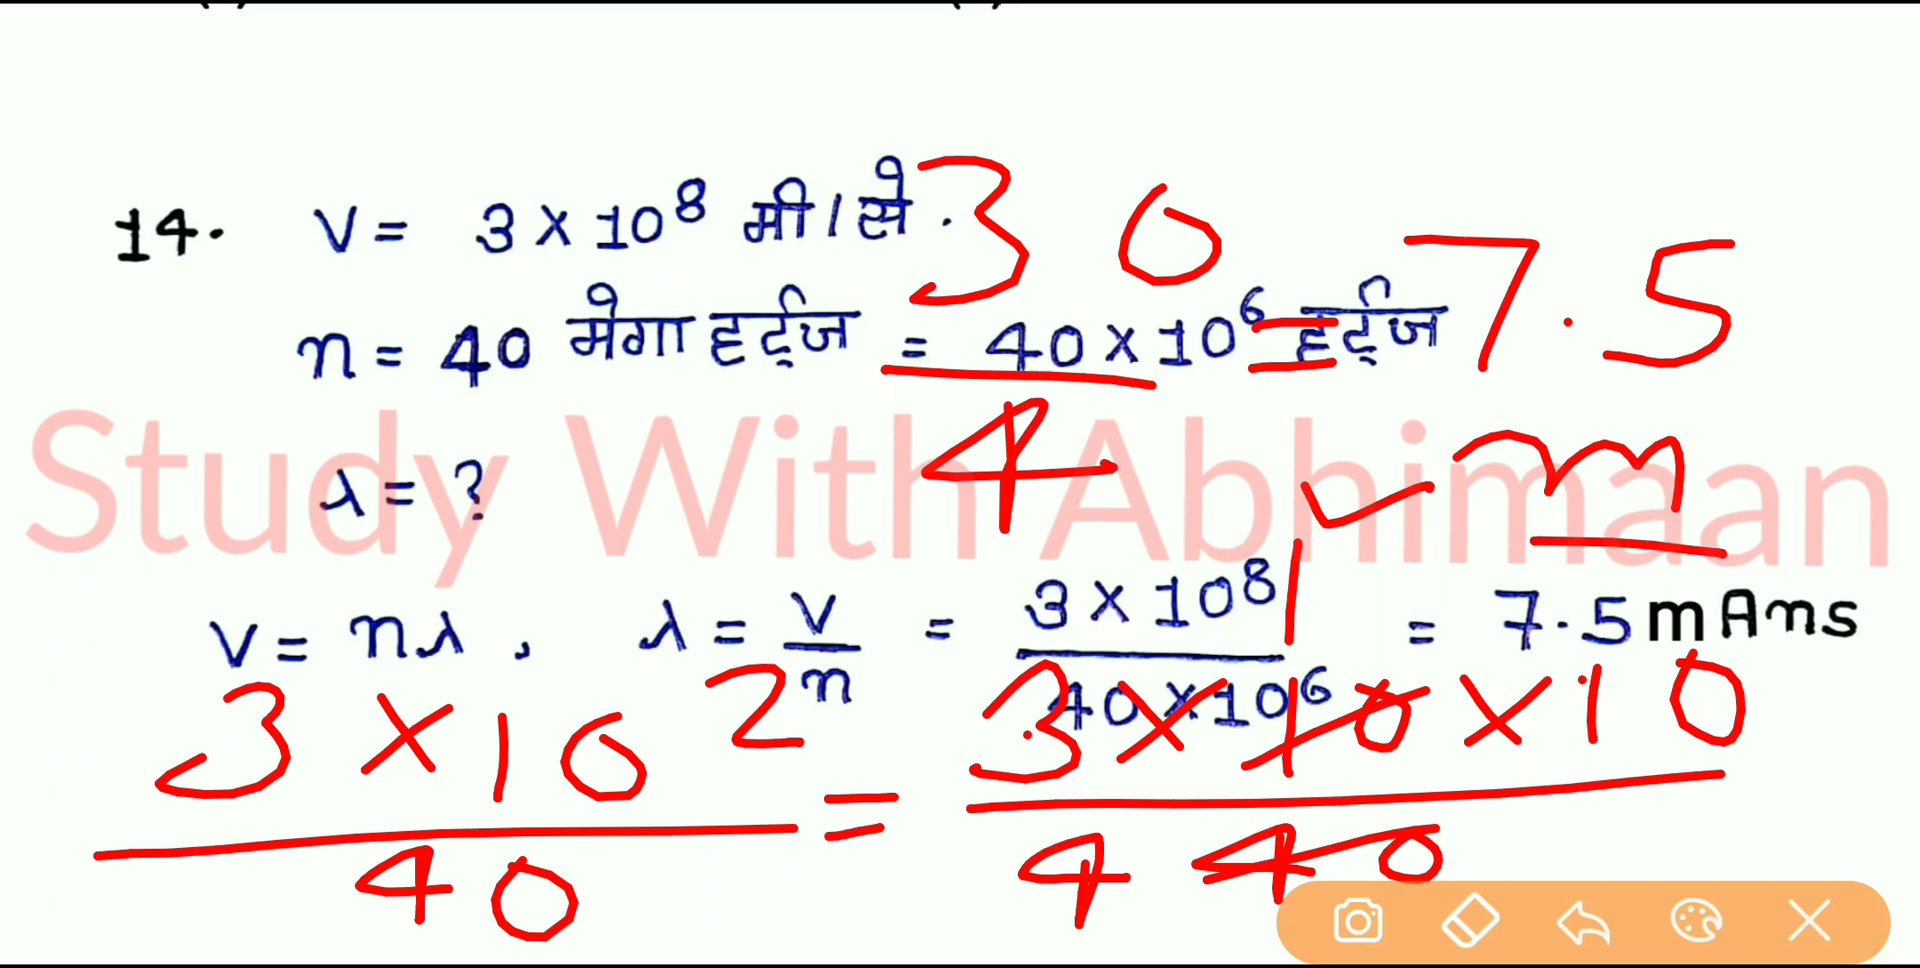 14. V = 3 × 10⁸ मी / से .
30
n = 40 मेगा हर्ट्ज = 40 × 10⁶ हर्ट्ज
= 7.5
4
m
λ = ?
Study With Abhimaan
V = nλ , λ = V/n = 3 × 10⁸ / 40 × 10⁶ = 7.5 m Ans
3 × 10² / 40 = 3 × 10 × 10 / 4 40